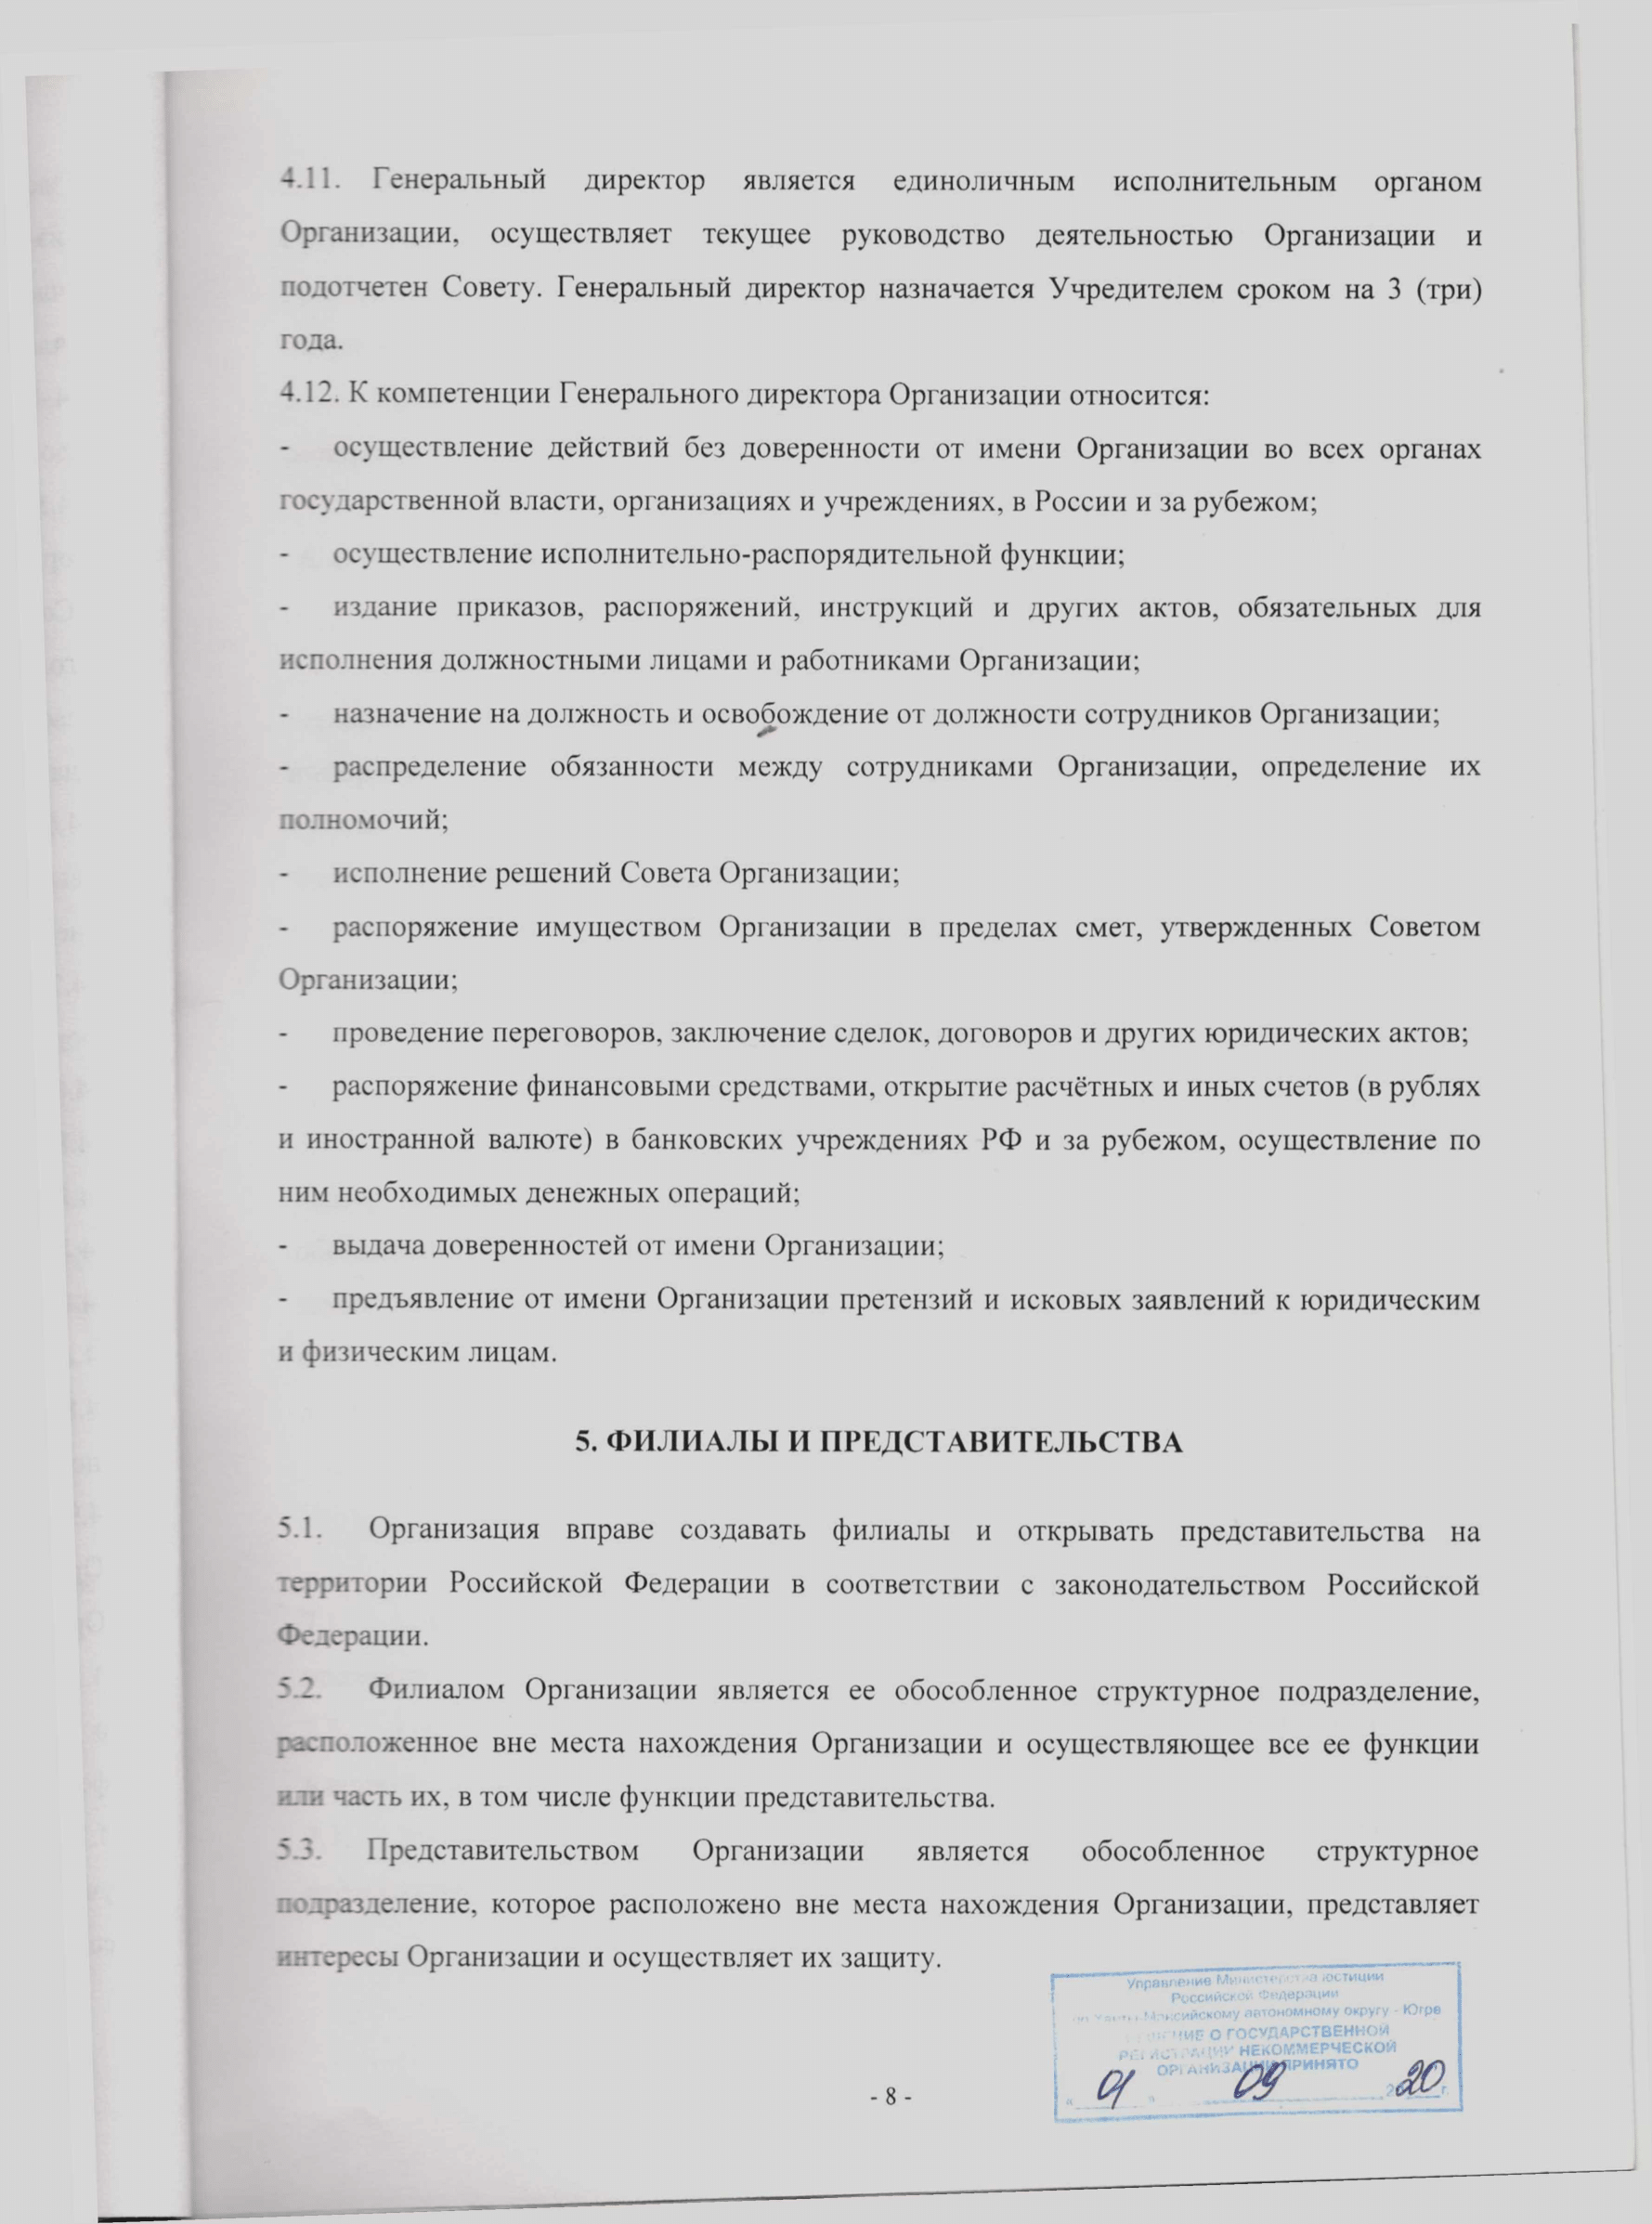 4.11. Генеральный директор является единоличным исполнительным органом
Организации, осуществляет текущее руководство деятельностью Организации и
подотчетен Совету. Генеральный директор назначается Учредителем сроком на 3 (три)
года.
4.12. К компетенции Генерального директора Организации относится:
- осуществление действий без доверенности от имени Организации во всех органах
государственной власти, организациях и учреждениях, в России и за рубежом;
- осуществление исполнительно-распорядительной функции;
- издание приказов, распоряжений, инструкций и других актов, обязательных для
исполнения должностными лицами и работниками Организации;
- назначение на должность и освобождение от должности сотрудников Организации;
- распределение обязанности между сотрудниками Организации, определение их
полномочий;
- исполнение решений Совета Организации;
- распоряжение имуществом Организации в пределах смет, утвержденных Советом
Организации;
- проведение переговоров, заключение сделок, договоров и других юридических актов;
- распоряжение финансовыми средствами, открытие расчётных и иных счетов (в рублях
и иностранной валюте) в банковских учреждениях РФ и за рубежом, осуществление по
ним необходимых денежных операций;
- выдача доверенностей от имени Организации;
- предъявление от имени Организации претензий и исковых заявлений к юридическим
и физическим лицам.
5. ФИЛИАЛЫ И ПРЕДСТАВИТЕЛЬСТВА
5.1. Организация вправе создавать филиалы и открывать представительства на
территории Российской Федерации в соответствии с законодательством Российской
Федерации.
5.2. Филиалом Организации является ее обособленное структурное подразделение,
расположенное вне места нахождения Организации и осуществляющее все ее функции
или часть их, в том числе функции представительства.
5.3. Представительством Организации является обособленное структурное
подразделение, которое расположено вне места нахождения Организации, представляет
интересы Организации и осуществляет их защиту.
Управление Министерства юстиции
Российской Федерации
Мансийскому автономному округу - Югре
О ГОСУДАРСТВЕННОЙ
РЕГИСТРАЦИИ НЕКОММЕРЧЕСКОЙ
ОРГАНИЗАЦИИ ПРИНЯТО
« 01 » 09 2020 г.
- 8 -